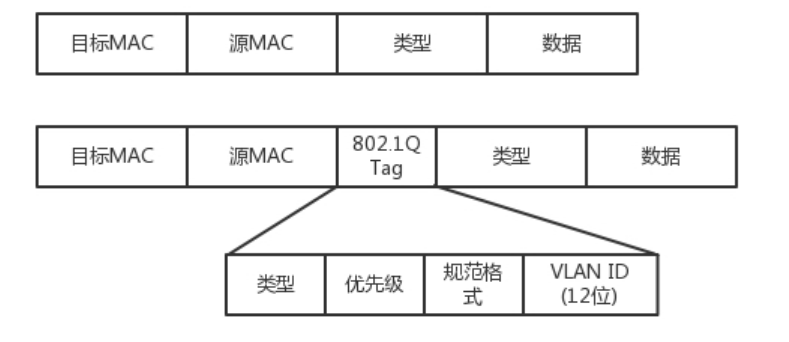 目标MAC 源MAC 类型 数据
目标MAC 源MAC 802.1Q Tag 类型 数据
类型 优先级 规范格式 VLAN ID (12位)